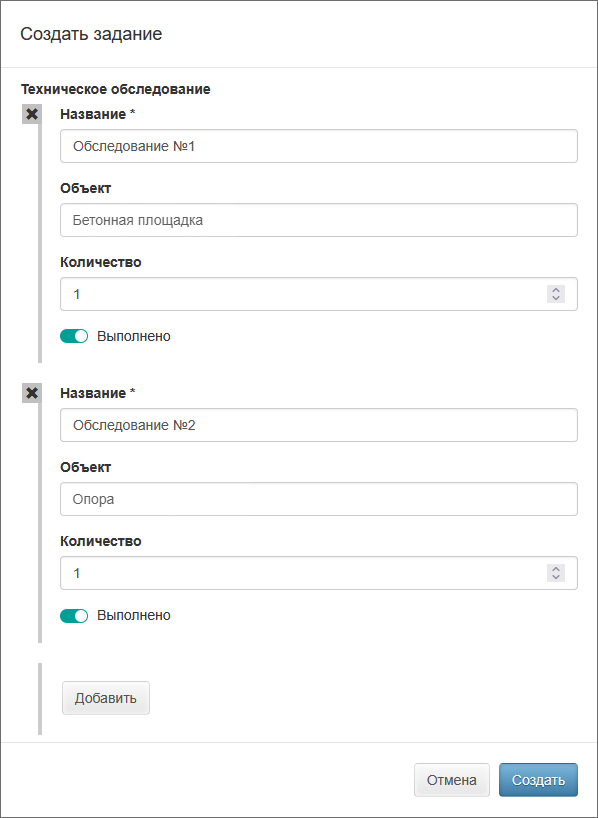 Создать задание
Техническое обследование
Название *
Обследование №1
Объект
Бетонная площадка
Количество
1
Выполнено
Название *
Обследование №2
Объект
Опора
Количество
1
Выполнено
Добавить
Отмена Создать